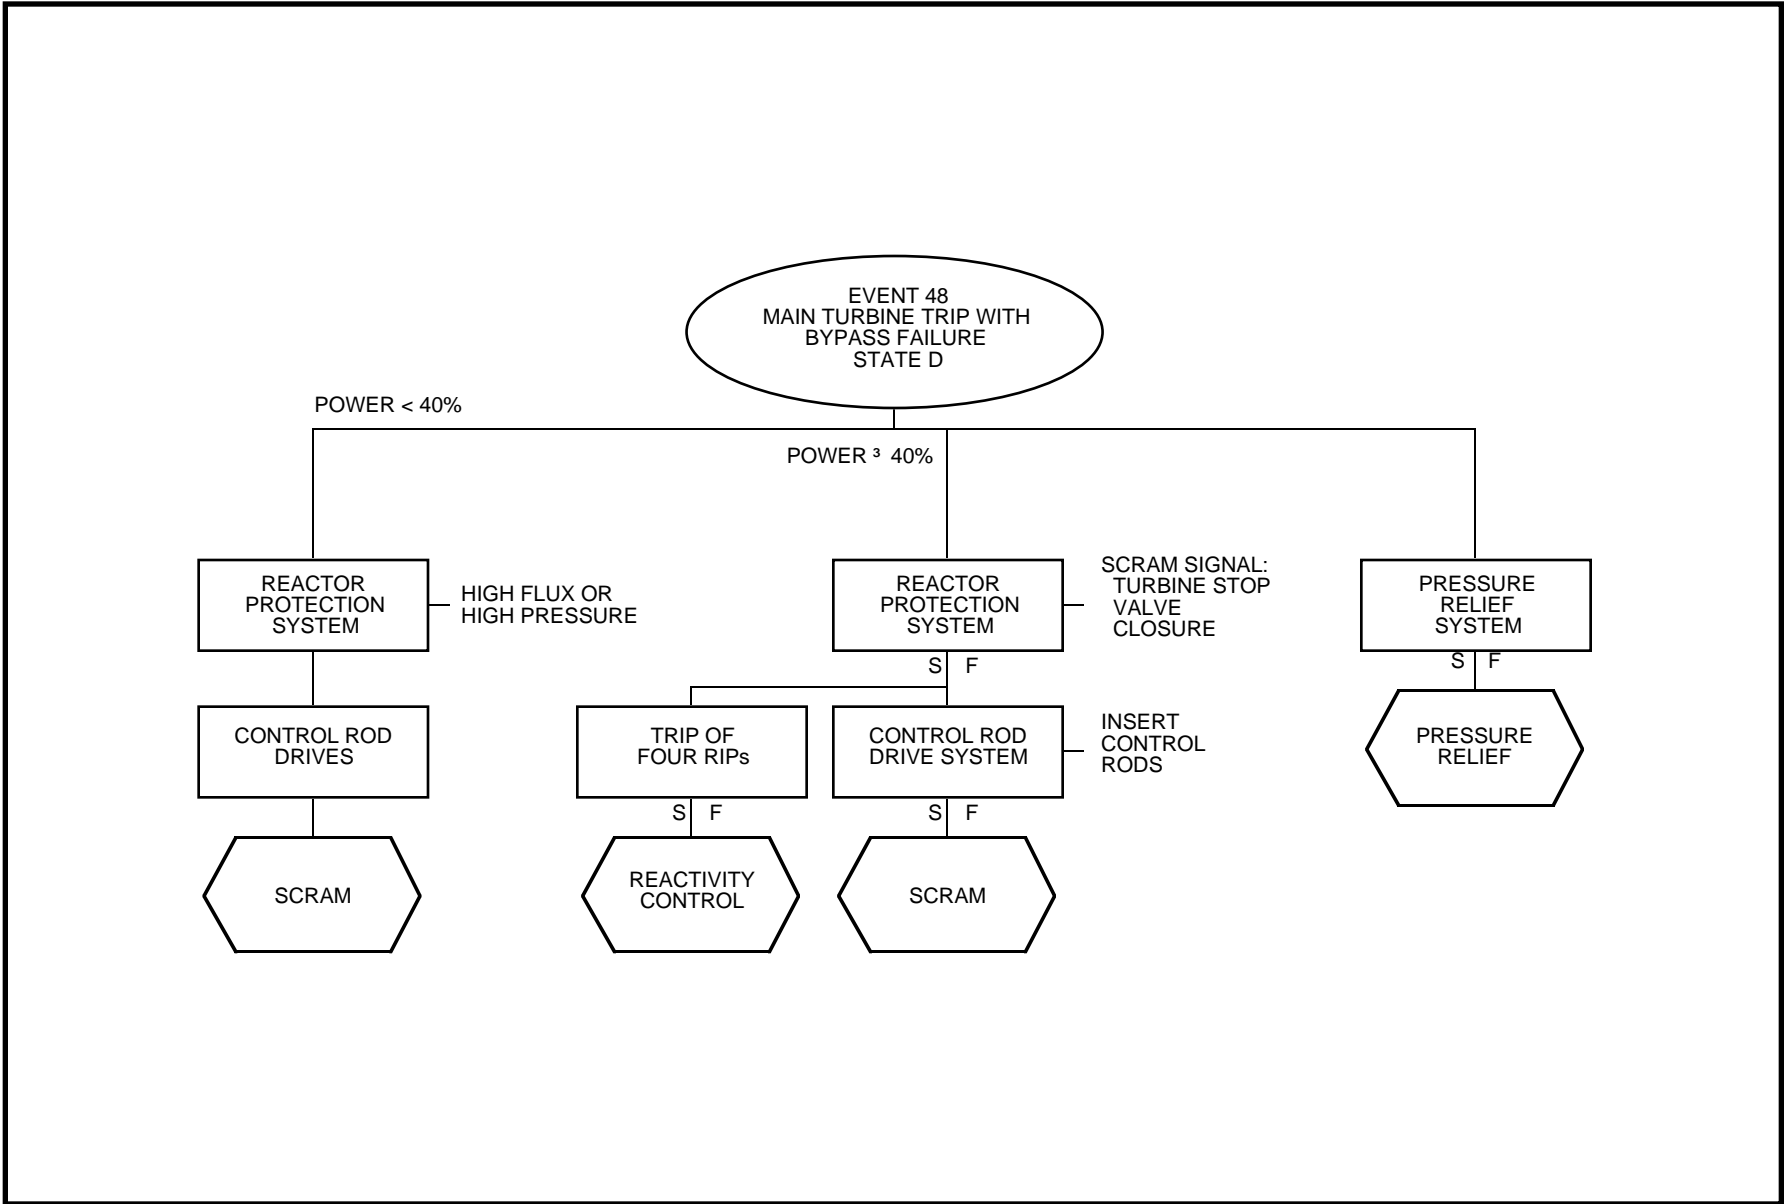 EVENT 48
MAIN TURBINE TRIP WITH
BYPASS FAILURE
STATE D
POWER < 40%
POWER ³ 40%
REACTOR
PROTECTION
SYSTEM
HIGH FLUX OR
HIGH PRESSURE
REACTOR
PROTECTION
SYSTEM
SCRAM SIGNAL:
TURBINE STOP
VALVE
CLOSURE
PRESSURE
RELIEF
SYSTEM
S F
S F
CONTROL ROD
DRIVES
TRIP OF
FOUR RIPs
CONTROL ROD
DRIVE SYSTEM
INSERT
CONTROL
RODS
PRESSURE
RELIEF
S F
S F
SCRAM
REACTIVITY
CONTROL
SCRAM